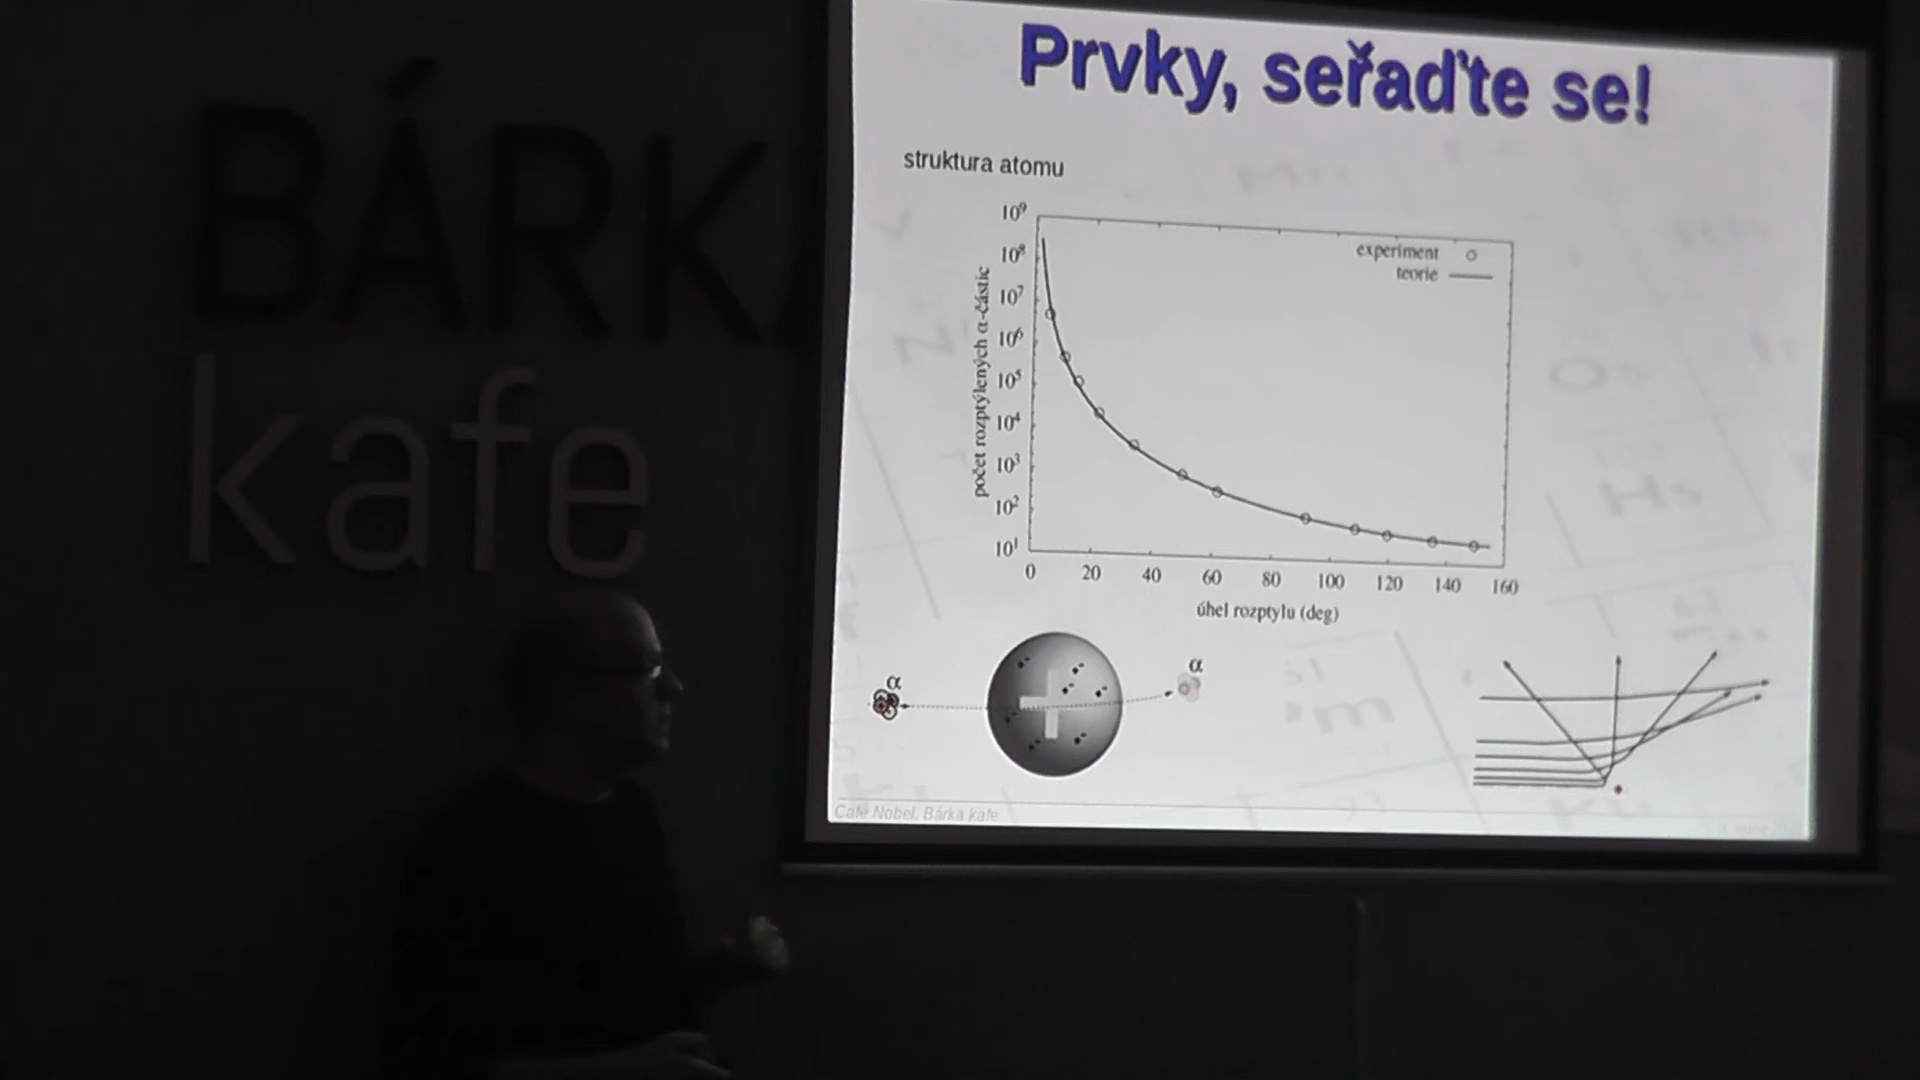 BÁRKA
kafe
Prvky, seřaďte se!
struktura atomu
10⁹
10⁸
10⁷
10⁶
10⁵
10⁴
10³
10²
10¹
počet rozptýlených α-částic
experiment
teorie
0 20 40 60 80 100 120 140 160
úhel rozptylu (deg)
α
α
Café Nobel, Bárka kafe